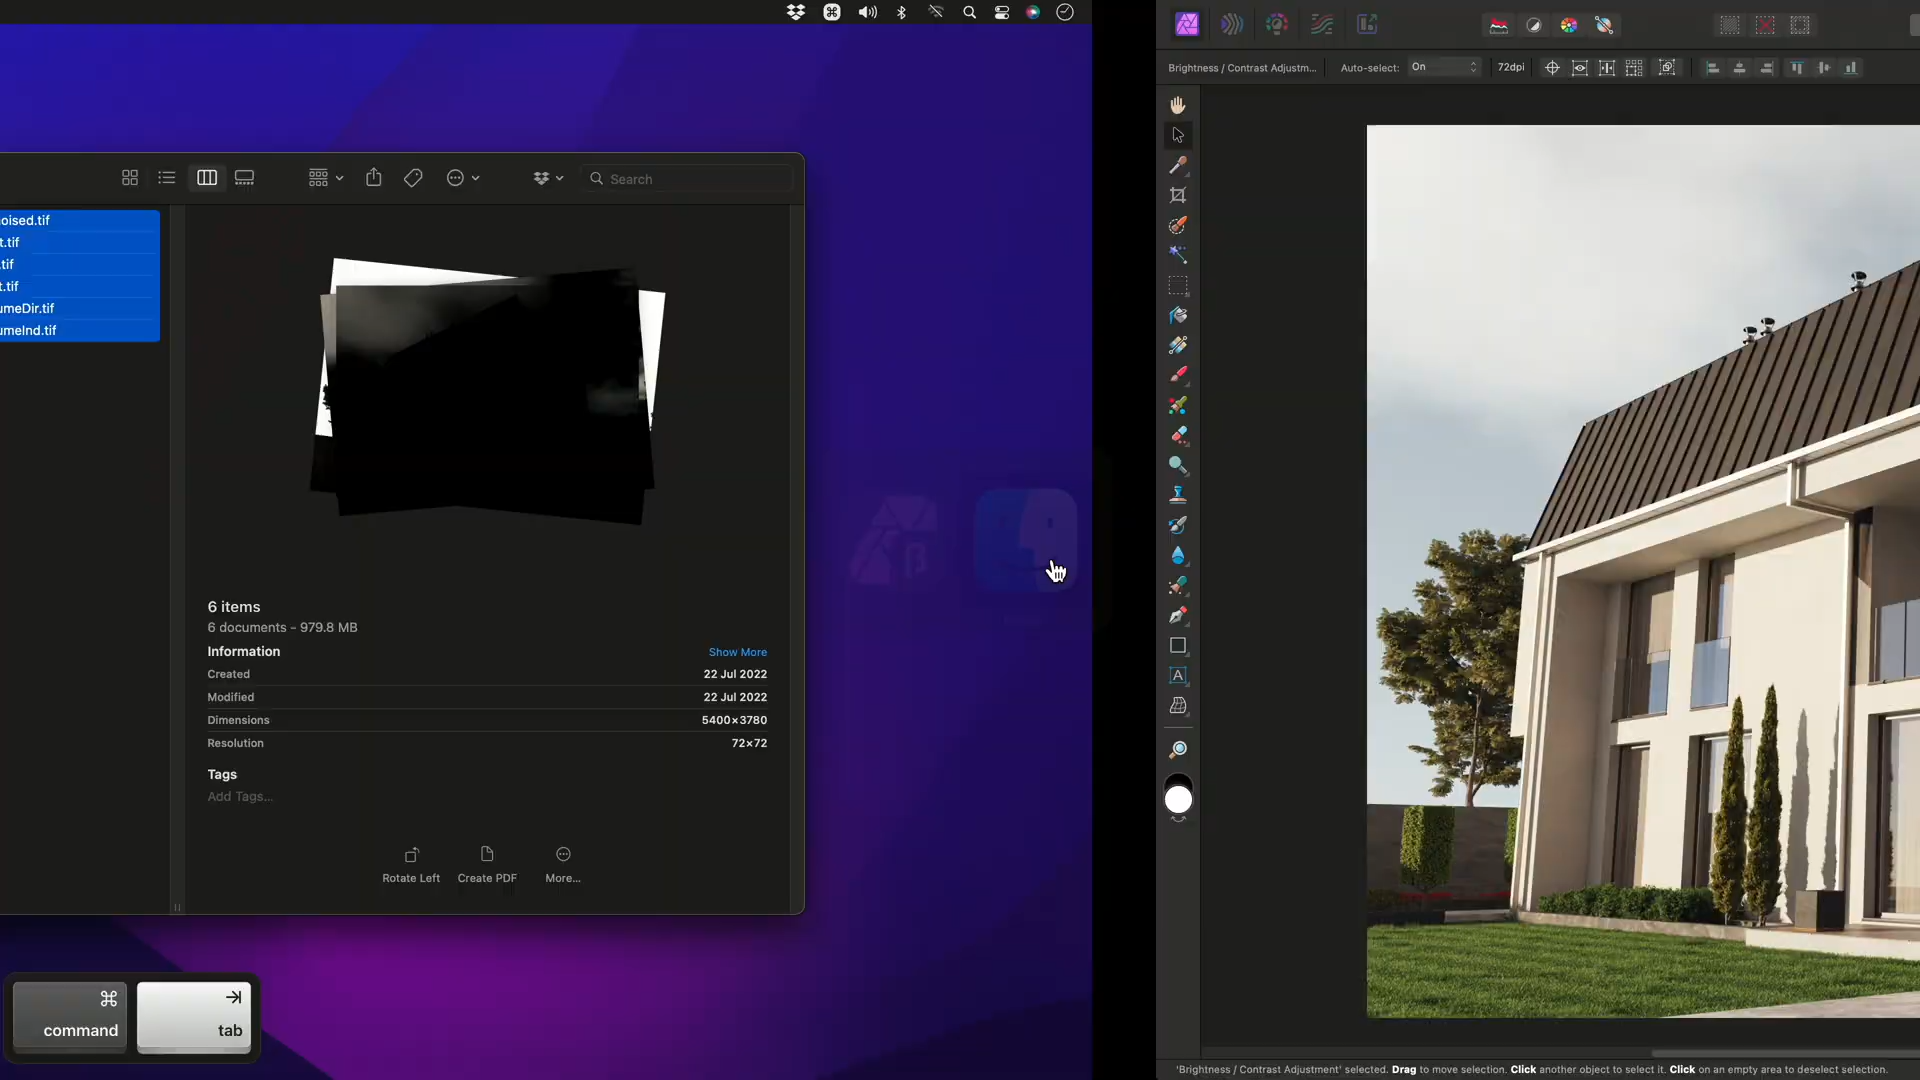 Search
oised.tif
t.tif
.tif
t.tif
umeDir.tif
umeInd.tif
6 items
6 documents - 979.8 MB
Information
Show More
Created
22 Jul 2022
Modified
22 Jul 2022
Dimensions
5400×3780
Resolution
72×72
Tags
Add Tags...
Rotate Left
Create PDF
More...
⌘
command
tab
β
Brightness / Contrast Adjustm...
Auto-select:
On
72dpi
A
'Brightness / Contrast Adjustment' selected. Drag to move selection. Click another object to select it. Click on an empty area to deselect selection.